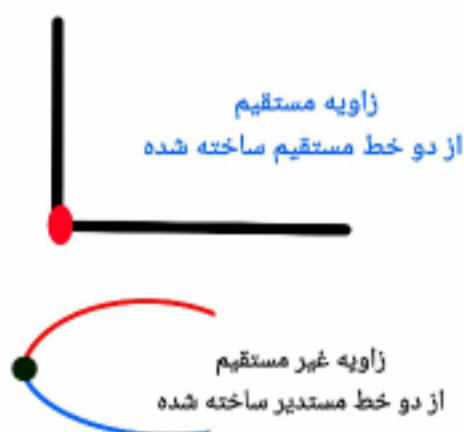 زاویه مستقیم
از دو خط مستقیم ساخته شده
زاویه غیر مستقیم
از دو خط مستدیر ساخته شده